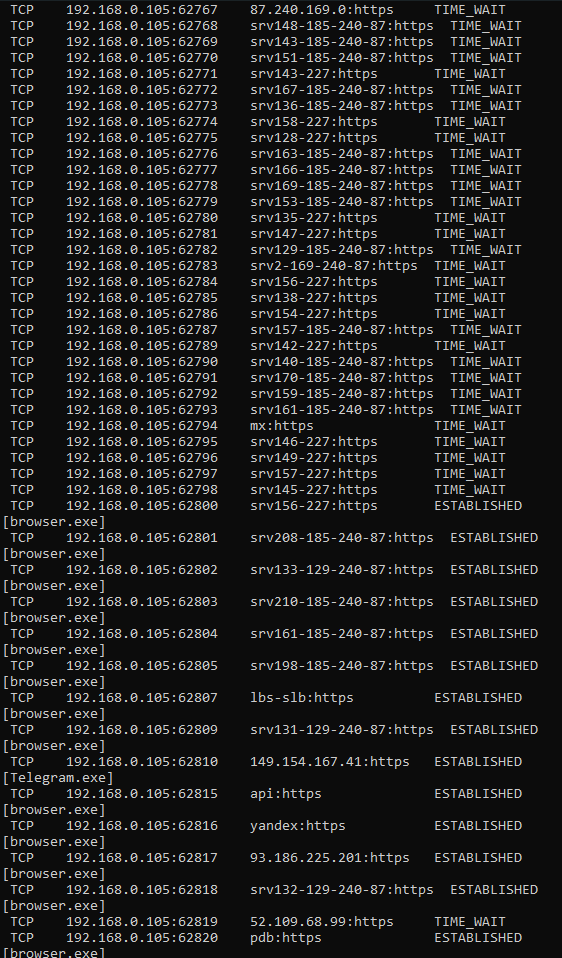 TCP    192.168.0.105:62767    87.240.169.0:https     TIME_WAIT
TCP    192.168.0.105:62768    srv148-185-240-87:https  TIME_WAIT
TCP    192.168.0.105:62769    srv143-185-240-87:https  TIME_WAIT
TCP    192.168.0.105:62770    srv151-185-240-87:https  TIME_WAIT
TCP    192.168.0.105:62771    srv143-227:https       TIME_WAIT
TCP    192.168.0.105:62772    srv167-185-240-87:https  TIME_WAIT
TCP    192.168.0.105:62773    srv136-185-240-87:https  TIME_WAIT
TCP    192.168.0.105:62774    srv158-227:https       TIME_WAIT
TCP    192.168.0.105:62775    srv128-227:https       TIME_WAIT
TCP    192.168.0.105:62776    srv163-185-240-87:https  TIME_WAIT
TCP    192.168.0.105:62777    srv166-185-240-87:https  TIME_WAIT
TCP    192.168.0.105:62778    srv169-185-240-87:https  TIME_WAIT
TCP    192.168.0.105:62779    srv153-185-240-87:https  TIME_WAIT
TCP    192.168.0.105:62780    srv135-227:https       TIME_WAIT
TCP    192.168.0.105:62781    srv147-227:https       TIME_WAIT
TCP    192.168.0.105:62782    srv129-185-240-87:https  TIME_WAIT
TCP    192.168.0.105:62783    srv2-169-240-87:https  TIME_WAIT
TCP    192.168.0.105:62784    srv156-227:https       TIME_WAIT
TCP    192.168.0.105:62785    srv138-227:https       TIME_WAIT
TCP    192.168.0.105:62786    srv154-227:https       TIME_WAIT
TCP    192.168.0.105:62787    srv157-185-240-87:https  TIME_WAIT
TCP    192.168.0.105:62789    srv142-227:https       TIME_WAIT
TCP    192.168.0.105:62790    srv140-185-240-87:https  TIME_WAIT
TCP    192.168.0.105:62791    srv170-185-240-87:https  TIME_WAIT
TCP    192.168.0.105:62792    srv159-185-240-87:https  TIME_WAIT
TCP    192.168.0.105:62793    srv161-185-240-87:https  TIME_WAIT
TCP    192.168.0.105:62794    mx:https               TIME_WAIT
TCP    192.168.0.105:62795    srv146-227:https       TIME_WAIT
TCP    192.168.0.105:62796    srv149-227:https       TIME_WAIT
TCP    192.168.0.105:62797    srv157-227:https       TIME_WAIT
TCP    192.168.0.105:62798    srv145-227:https       TIME_WAIT
TCP    192.168.0.105:62800    srv156-227:https       ESTABLISHED
[browser.exe]
TCP    192.168.0.105:62801    srv208-185-240-87:https  ESTABLISHED
[browser.exe]
TCP    192.168.0.105:62802    srv133-129-240-87:https  ESTABLISHED
[browser.exe]
TCP    192.168.0.105:62803    srv210-185-240-87:https  ESTABLISHED
[browser.exe]
TCP    192.168.0.105:62804    srv161-185-240-87:https  ESTABLISHED
[browser.exe]
TCP    192.168.0.105:62805    srv198-185-240-87:https  ESTABLISHED
[browser.exe]
TCP    192.168.0.105:62807    lbs-slb:https          ESTABLISHED
[browser.exe]
TCP    192.168.0.105:62809    srv131-129-240-87:https  ESTABLISHED
[browser.exe]
TCP    192.168.0.105:62810    149.154.167.41:https   ESTABLISHED
[Telegram.exe]
TCP    192.168.0.105:62815    api:https              ESTABLISHED
[browser.exe]
TCP    192.168.0.105:62816    yandex:https           ESTABLISHED
[browser.exe]
TCP    192.168.0.105:62817    93.186.225.201:https   ESTABLISHED
[browser.exe]
TCP    192.168.0.105:62818    srv132-129-240-87:https  ESTABLISHED
[browser.exe]
TCP    192.168.0.105:62819    52.109.68.99:https     TIME_WAIT
TCP    192.168.0.105:62820    pdb:https              ESTABLISHED
[browser.exe]